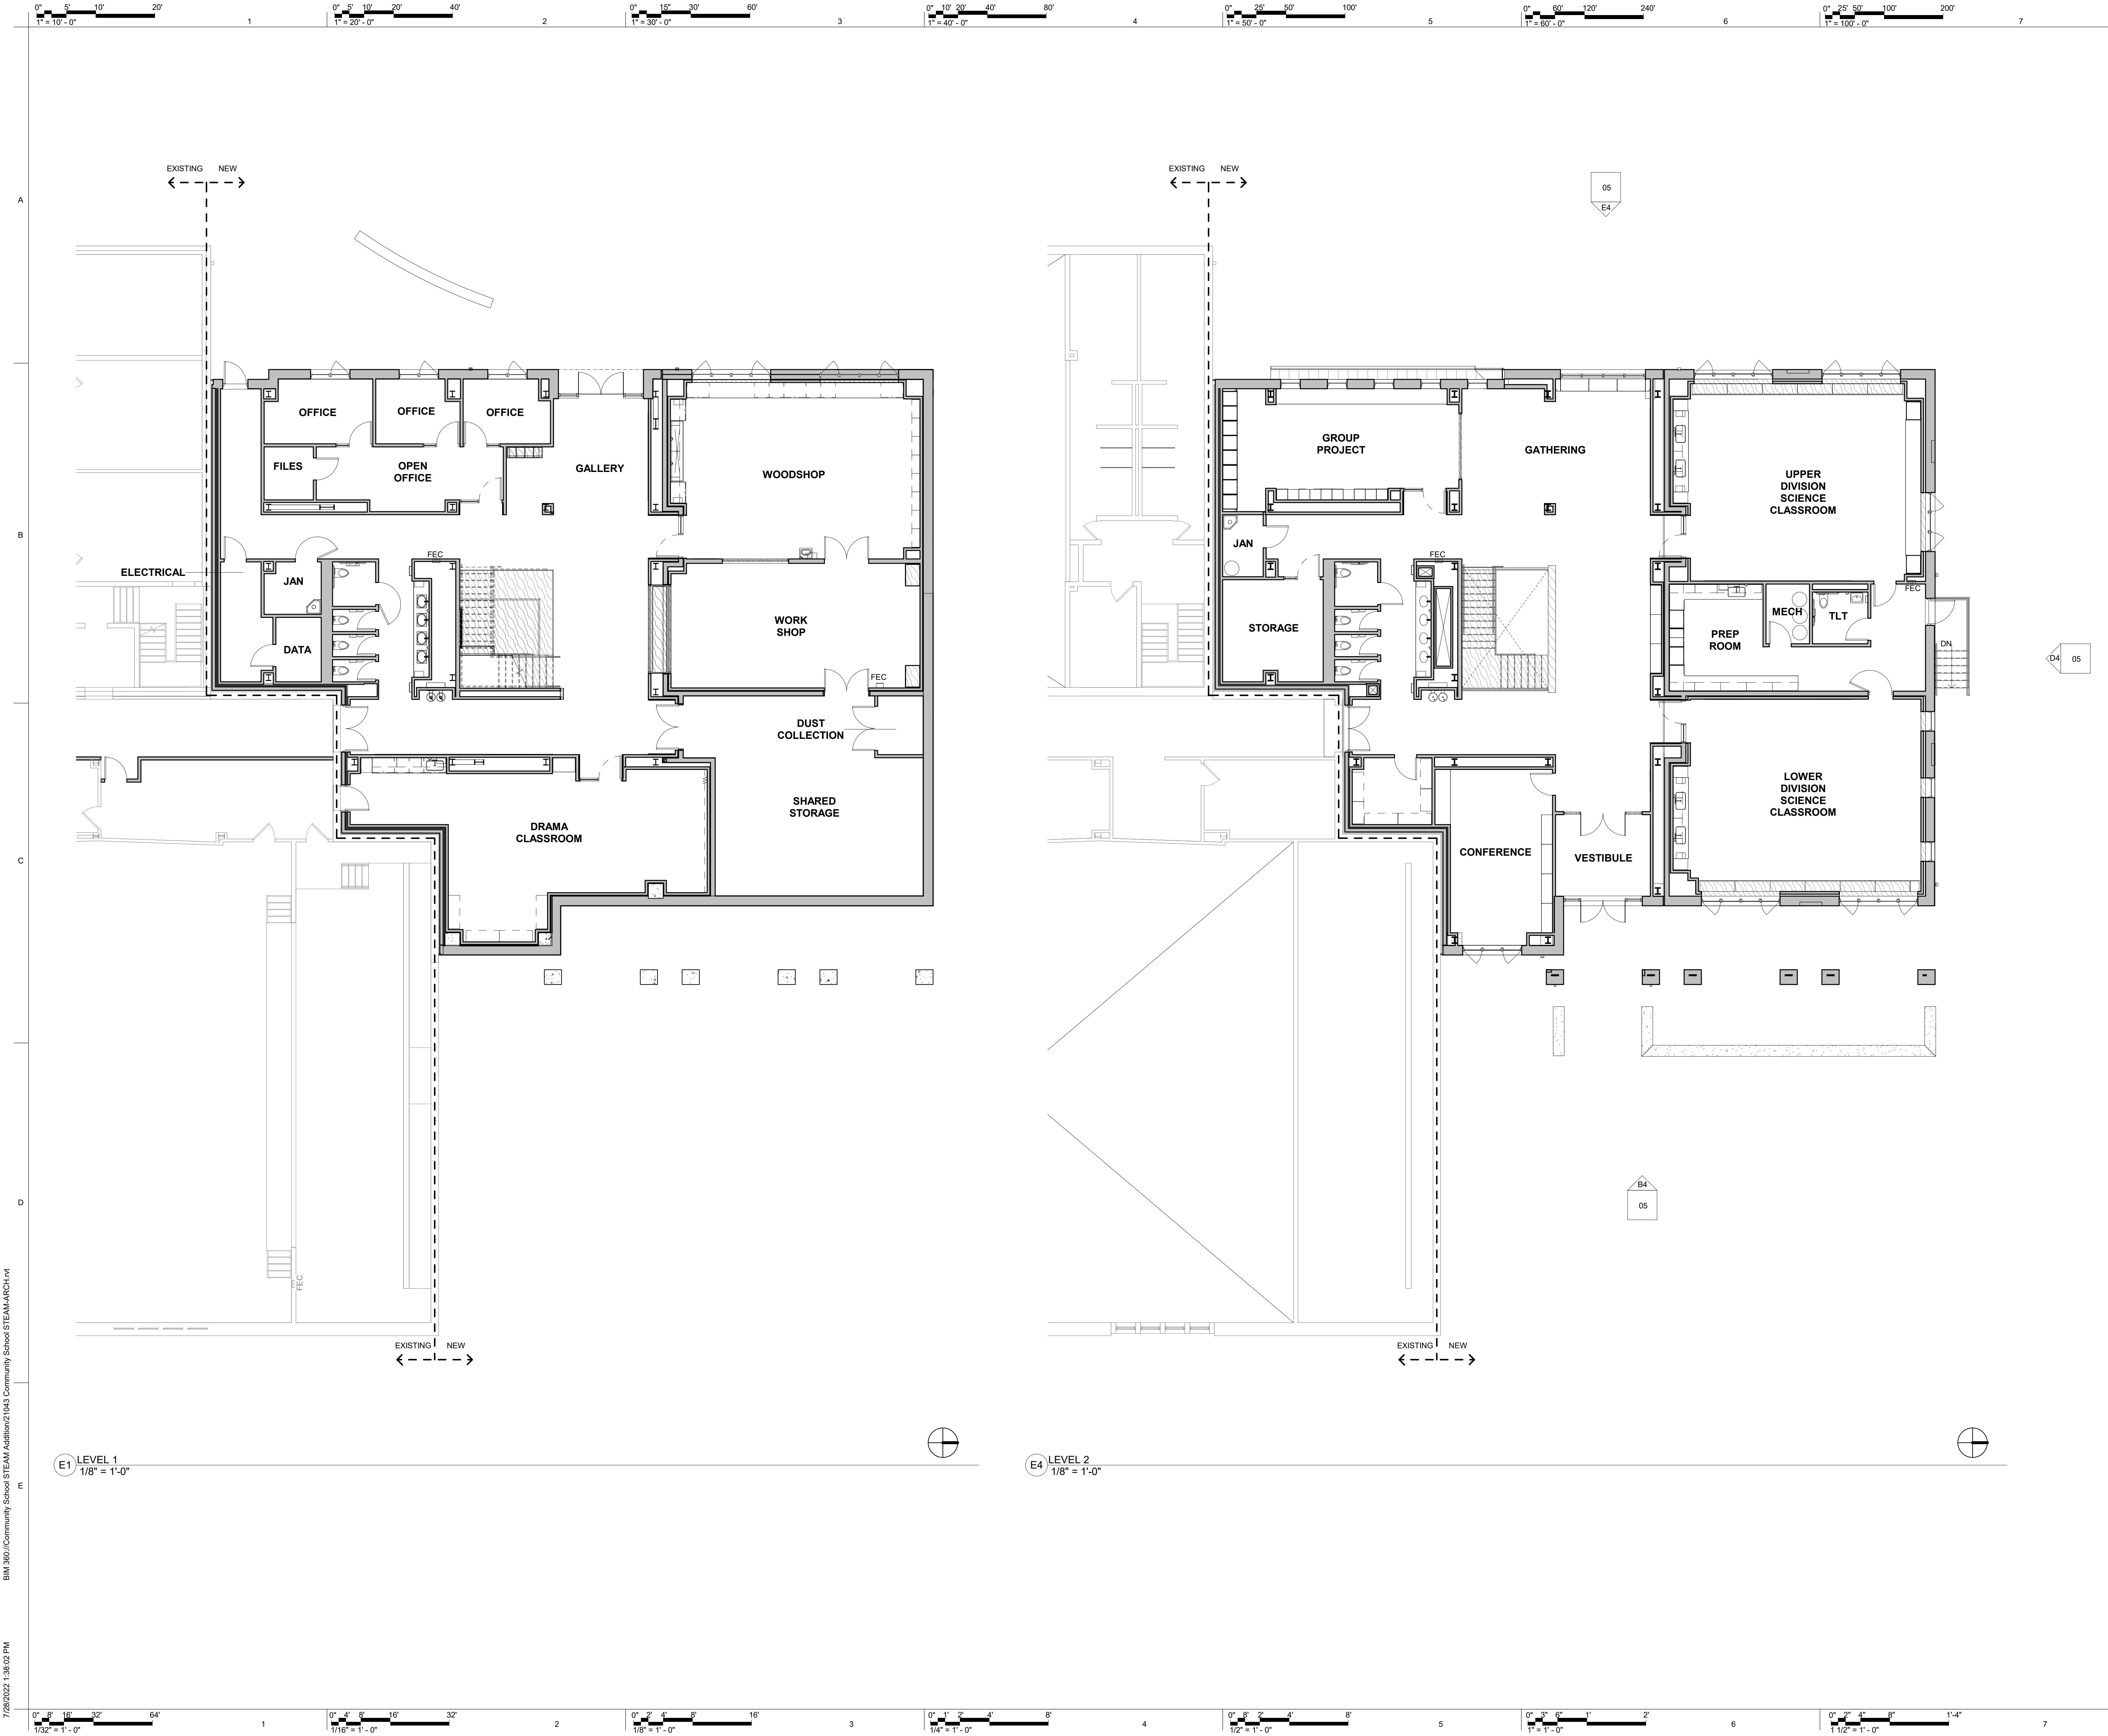 0" 5' 10' 20'
1" = 10' - 0"
1
0" 5' 10' 20' 40'
1" = 20' - 0"
2
0" 15' 30' 60'
1" = 30' - 0"
3
0" 10' 20' 40' 80'
1" = 40' - 0"
4
0" 25' 50' 100'
1" = 50' - 0"
5
0" 60' 120' 240'
1" = 60' - 0"
6
0" 25' 50' 100' 200'
1" = 100' - 0"
7
A
B
C
D
E
EXISTING NEW
OFFICE
OFFICE
OFFICE
FILES
OPEN
OFFICE
GALLERY
WOODSHOP
FEC
ELECTRICAL
JAN
DATA
WORK
SHOP
FEC
DUST
COLLECTION
SHARED
STORAGE
DRAMA
CLASSROOM
FEC
EXISTING NEW
E1
LEVEL 1
1/8" = 1'-0"
EXISTING NEW
05
E4
GROUP
PROJECT
GATHERING
UPPER
DIVISION
SCIENCE
CLASSROOM
JAN
FEC
STORAGE
FEC
MECH
TLT
PREP
ROOM
DN
D4
05
LOWER
DIVISION
SCIENCE
CLASSROOM
CONFERENCE
VESTIBULE
B4
05
EXISTING NEW
E4
LEVEL 2
1/8" = 1'-0"
BIM 360://Community School STEAM Addition/21043 Community School STEAM-ARCH.rvt
7/28/2022 1:38:02 PM
0" 8' 16' 32' 64'
1/32" = 1' - 0"
1
0" 4' 8' 16' 32'
1/16" = 1' - 0"
2
0" 2' 4' 8' 16'
1/8" = 1' - 0"
3
0" 1' 2' 4' 8'
1/4" = 1' - 0"
4
0" 8" 2' 4' 8'
1/2" = 1' - 0"
5
0" 3" 6" 1' 2'
1" = 1' - 0"
6
0" 2" 4" 8" 1'-4"
1 1/2" = 1' - 0"
7